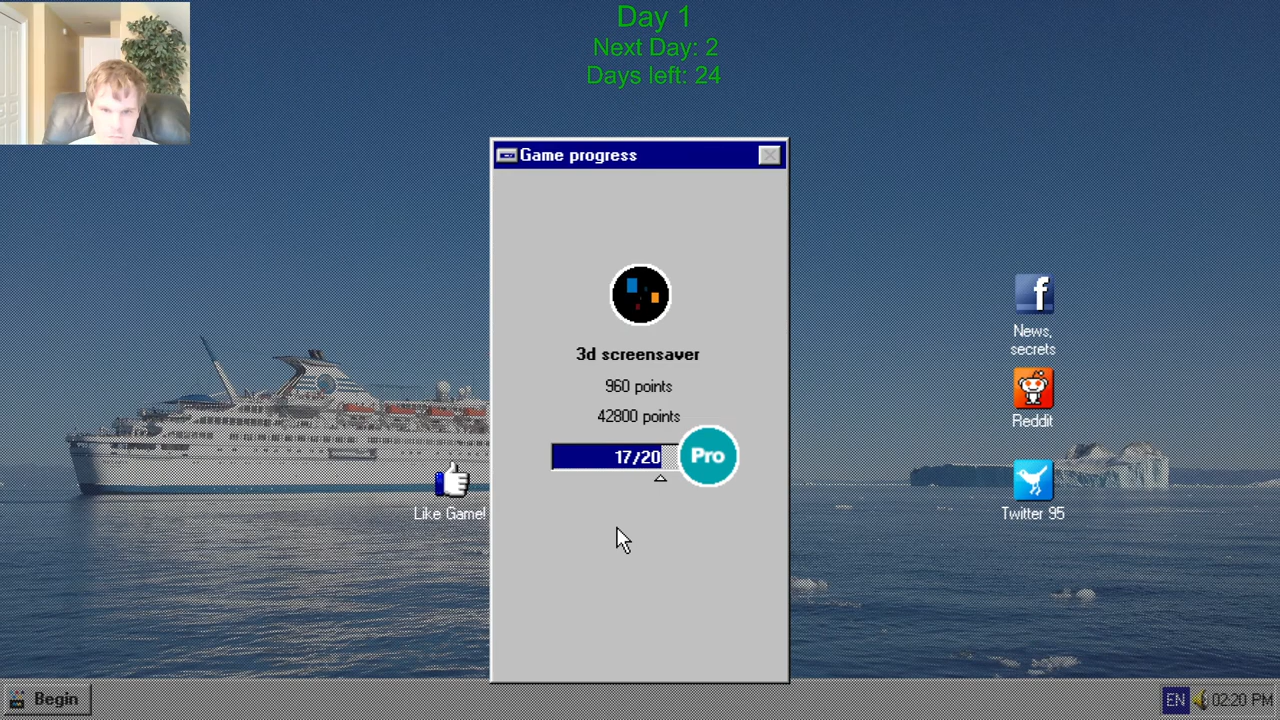 Day 1
Next Day: 2
Days left: 24
Game progress
3d screensaver
960 points
42800 points
17/20
Pro
Like Game!
f
News,
secrets
Reddit
Twitter 95
Begin
EN
02:20 PM